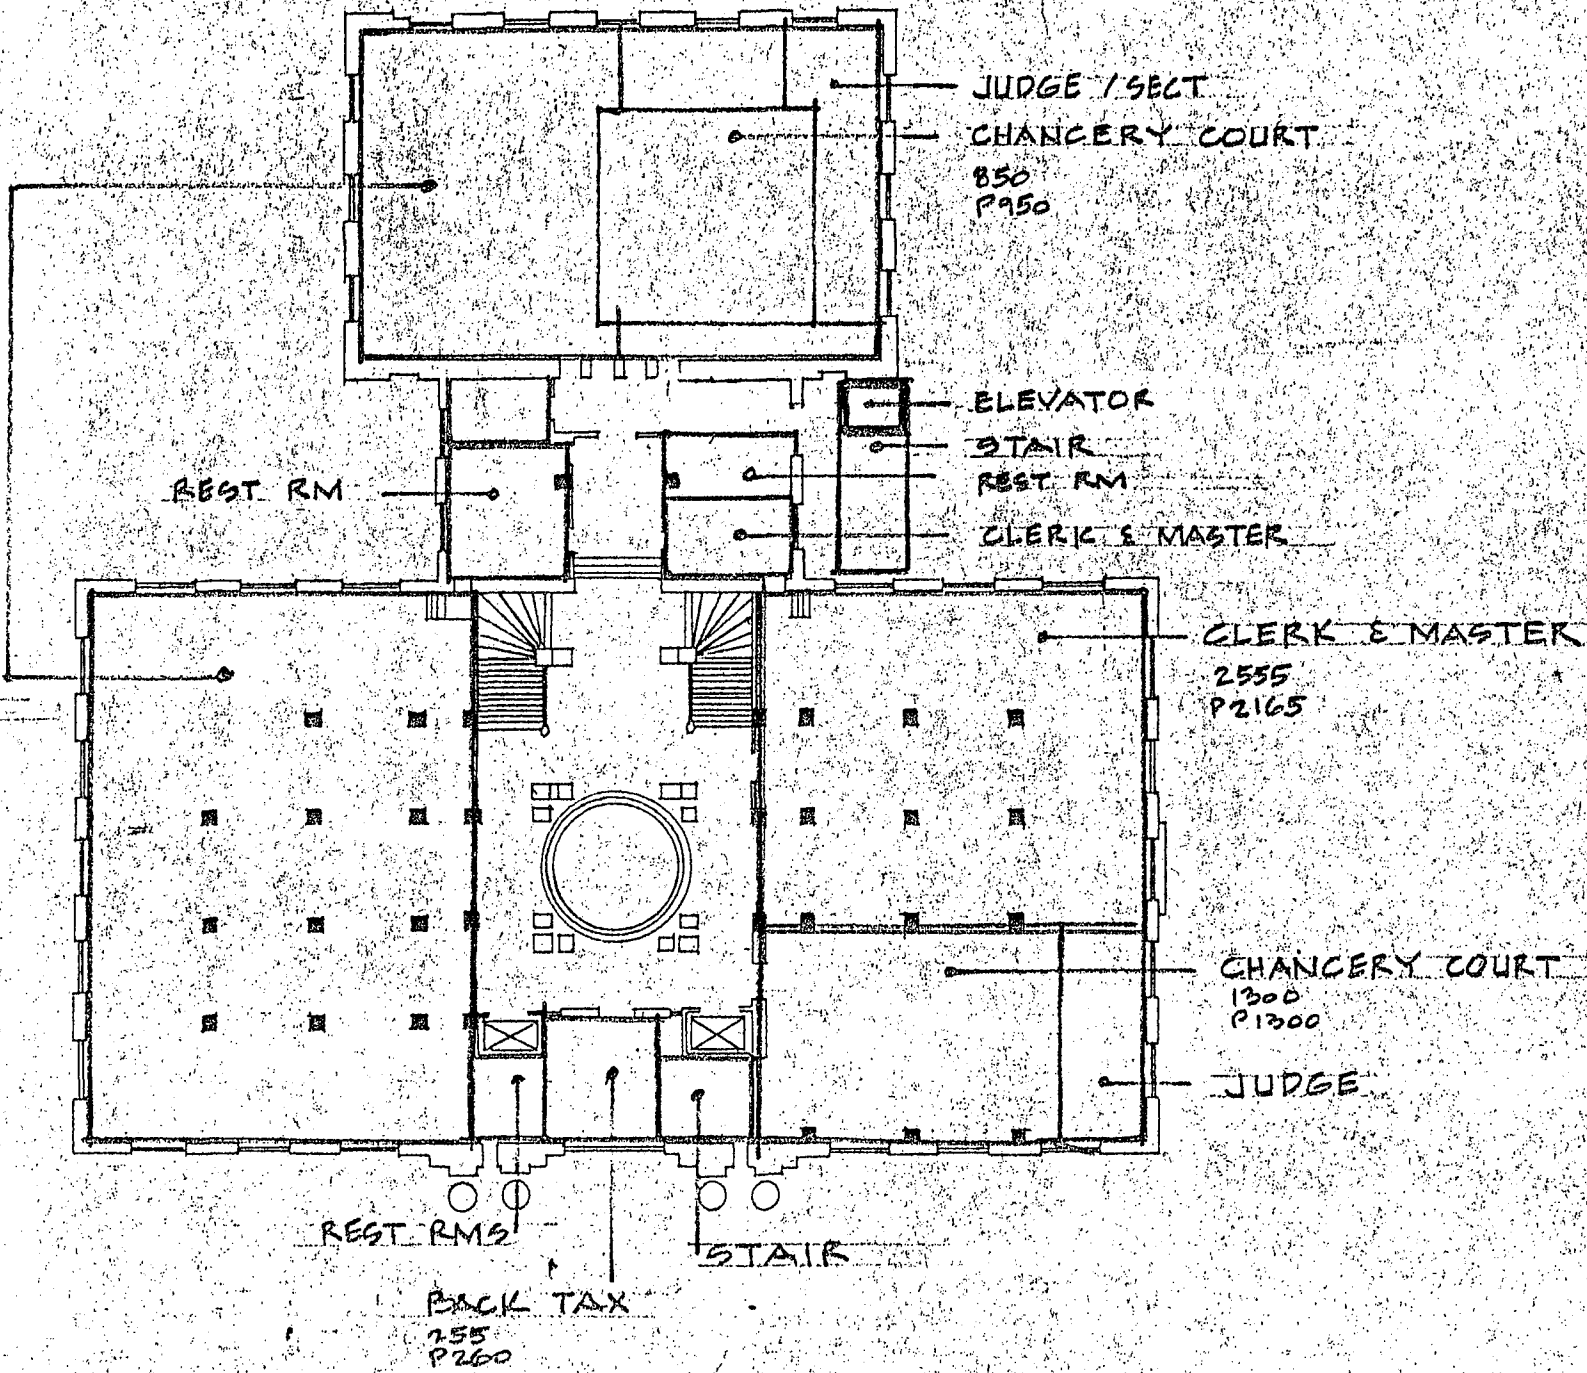 JUDGE / SECT
CHANCERY COURT
850
P950
ELEVATOR
STAIR
REST RM
REST RM
CLERK & MASTER
CLERK & MASTER
2555
P2165
CHANCERY COURT
1300
P1300
JUDGE
REST RMS
STAIR
BACK TAX
255
P260